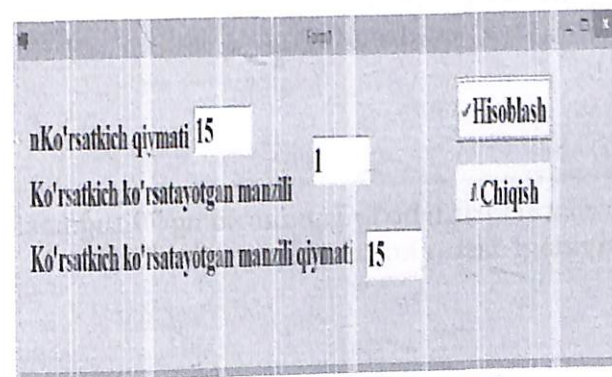 Form1
nKo'rsatkich qiymati 15
✓Hisoblash
Ko'rsatkich ko'rsatayotgan manzili 1
Chiqish
Ko'rsatkich ko'rsatayotgan manzili qiymati 15